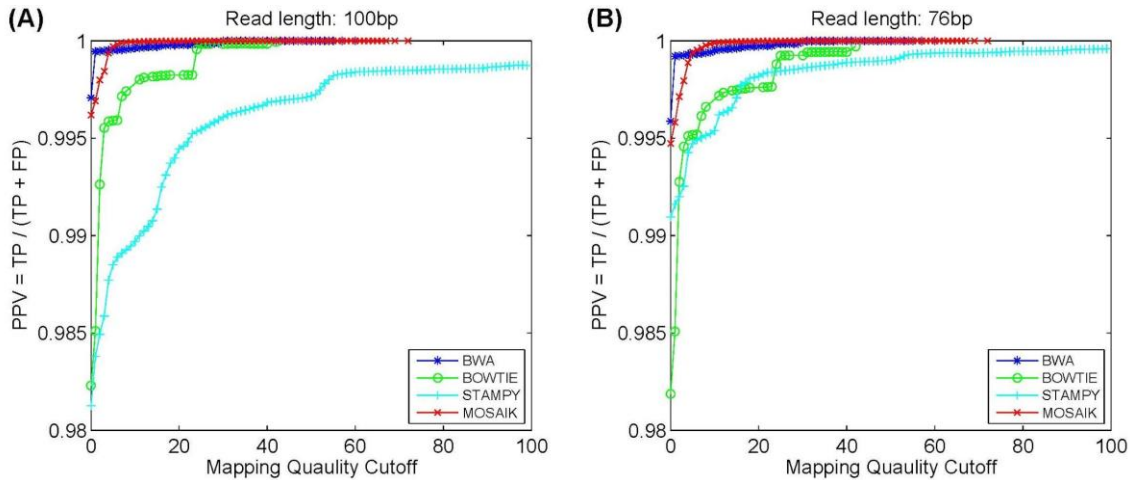 (A)
Read length: 100bp
1
0.995
0.99
0.985
0.98
PPV = TP / (TP + FP)
0 20 40 60 80 100
Mapping Quaulity Cutoff
BWA
BOWTIE
STAMPY
MOSAIK
(B)
Read length: 76bp
1
0.995
0.99
0.985
0.98
PPV = TP / (TP + FP)
0 20 40 60 80 100
Mapping Quaulity Cutoff
BWA
BOWTIE
STAMPY
MOSAIK